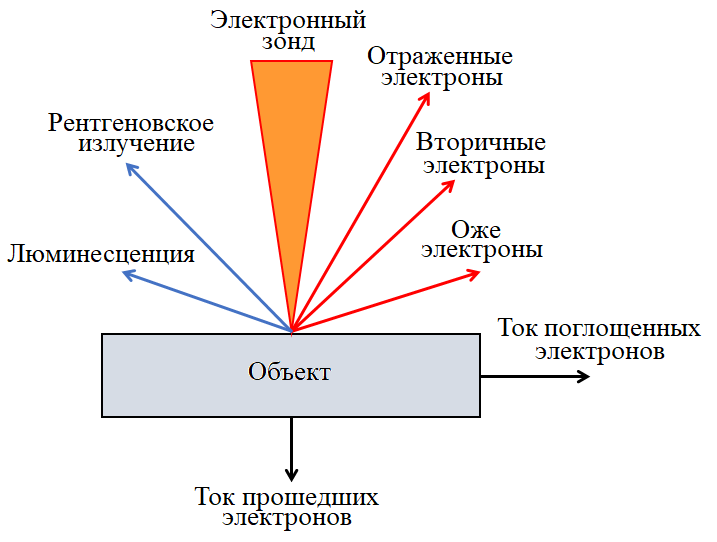 Электронный
зонд
Отраженные
электроны
Рентгеновское
излучение
Вторичные
электроны
Люминесценция
Оже
электроны
Объект
Ток поглощенных
электронов
Ток прошедших
электронов